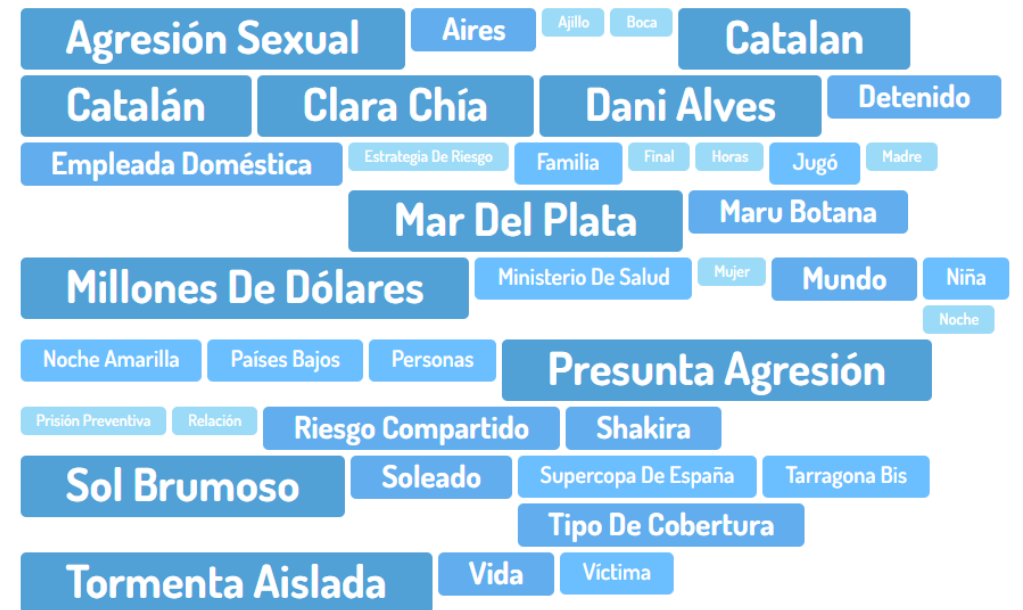 Agresión Sexual Aires Ajillo Boca Catalan
Catalán Clara Chía Dani Alves Detenido
Empleada Doméstica Estrategia De Riesgo Familia Final Horas Jugó Madre
Mar Del Plata Maru Botana
Millones De Dólares Ministerio De Salud Mujer Mundo Niña
Noche
Noche Amarilla Países Bajos Personas Presunta Agresión
Prisión Preventiva Relación Riesgo Compartido Shakira
Sol Brumoso Soleado Supercopa De España Tarragona Bis
Tipo De Cobertura
Tormenta Aislada Vida Víctima